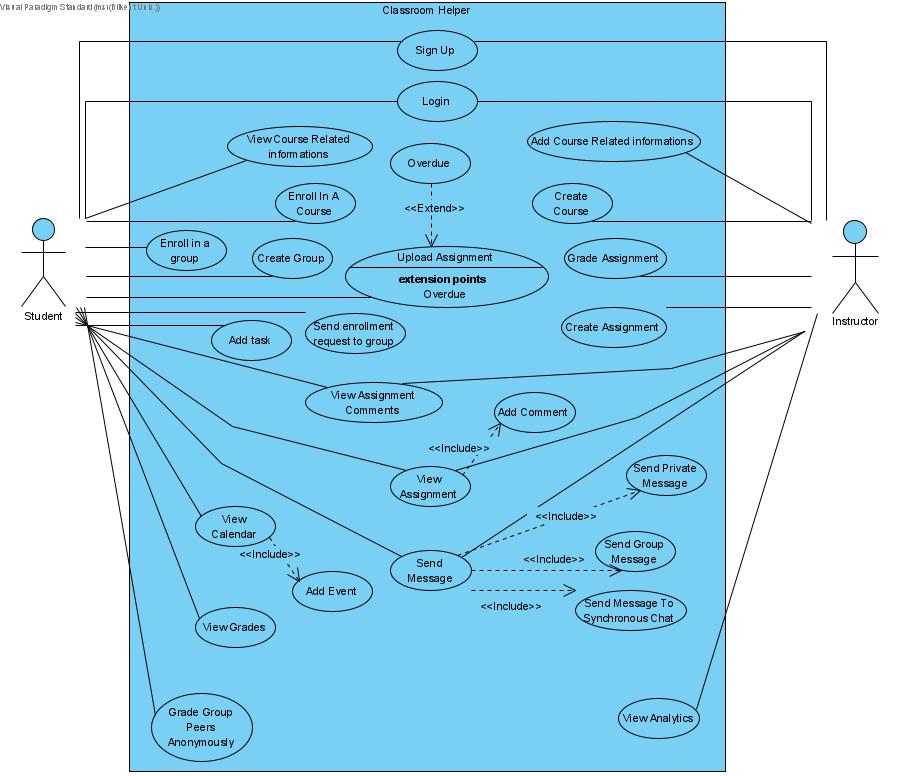 Visual Paradigm Standard(
Classroom Helper
Sign Up
Login
View Course Related
informations
Overdue
Add Course Related informations
<<Extend>>
Enroll In A
Course
Create
Course
Enroll in a
group
Create Group
Upload Assignment
extension points
Overdue
Grade Assignment
Student
Instructor
Add task
Send enrollment
request to group
Create Assignment
View Assignment
Comments
Add Comment
<<Include>>
View
Assignment
Send Private
Message
<<Include>>
View
Calendar
<<Include>>
Add Event
Send
Message
<<Include>>
Send Group
Message
<<Include>>
Send Message To
Synchronous Chat
View Grades
Grade Group
Peers
Anonymously
View Analytics